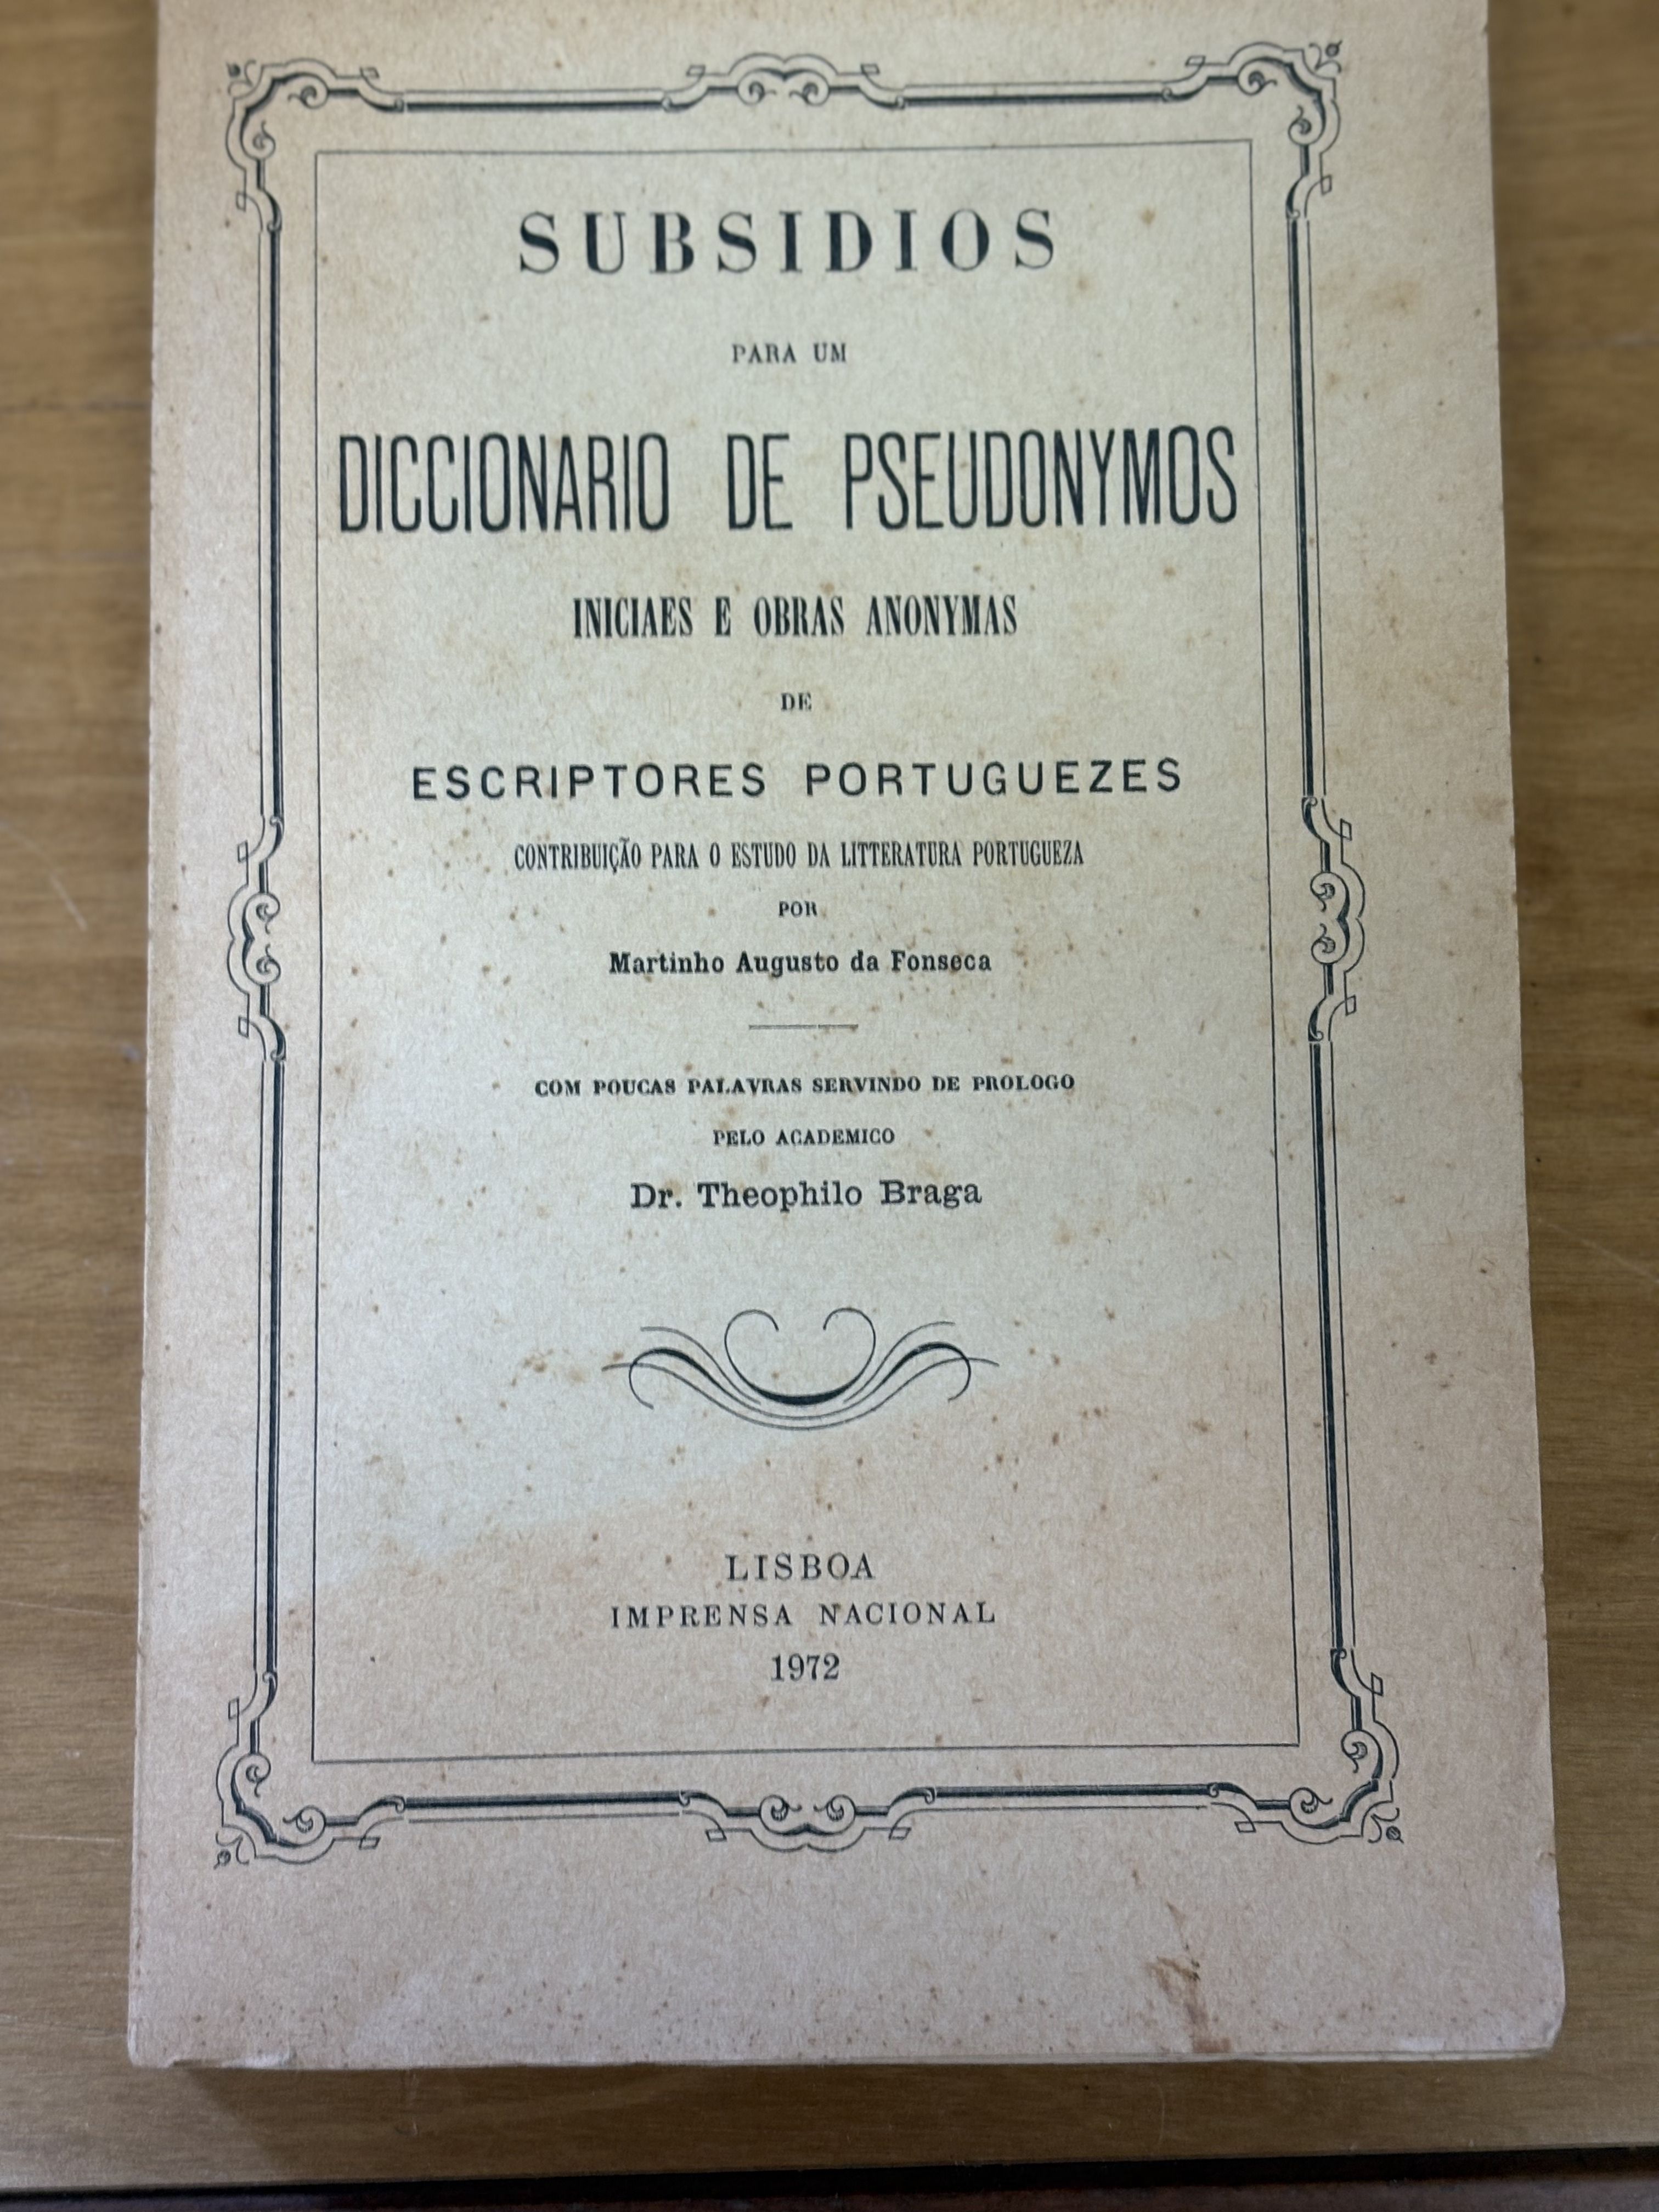 SUBSIDIOS
PARA UM
DICCIONARIO DE PSEUDONYMOS
INICIAES E OBRAS ANONYMAS
DE
ESCRIPTORES PORTUGUEZES
CONTRIBUIÇÃO PARA O ESTUDO DA LITTERATURA PORTUGUEZA
POR
Martinho Augusto da Fonseca
COM POUCAS PALAVRAS SERVINDO DE PROLOGO
PELO ACADEMICO
Dr. Theophilo Braga
LISBOA
IMPRENSA NACIONAL
1972